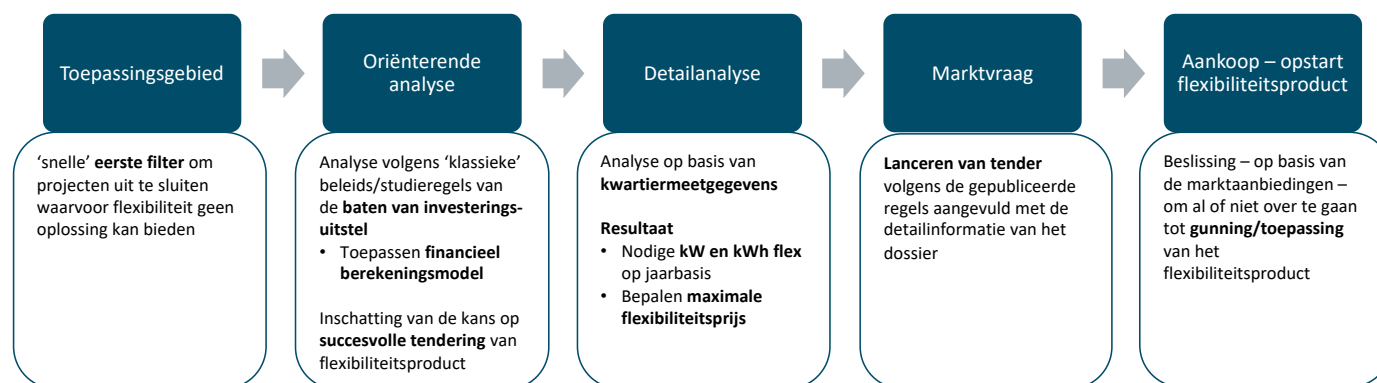 Toepassingsgebied
‘snelle’ eerste filter om
projecten uit te sluiten
waarvoor flexibiliteit geen
oplossing kan bieden
Oriënterende
analyse
Analyse volgens ‘klassieke’
beleids/studieregels van
de baten van investerings-
uitstel
• Toepassen financieel
berekeningsmodel
Inschatting van de kans op
succesvolle tendering van
flexibiliteitsproduct
Detailanalyse
Analyse op basis van
kwartiermeetgegevens
Resultaat
• Nodige kW en kWh flex
op jaarbasis
• Bepalen maximale
flexibiliteitsprijs
Marktvraag
Lanceren van tender
volgens de gepubliceerde
regels aangevuld met de
detailinformatie van het
dossier
Aankoop – opstart
flexibiliteitsproduct
Beslissing – op basis van
de marktaanbiedingen –
om al of niet over te gaan
tot gunning/toepassing
van het
flexibiliteitsproduct